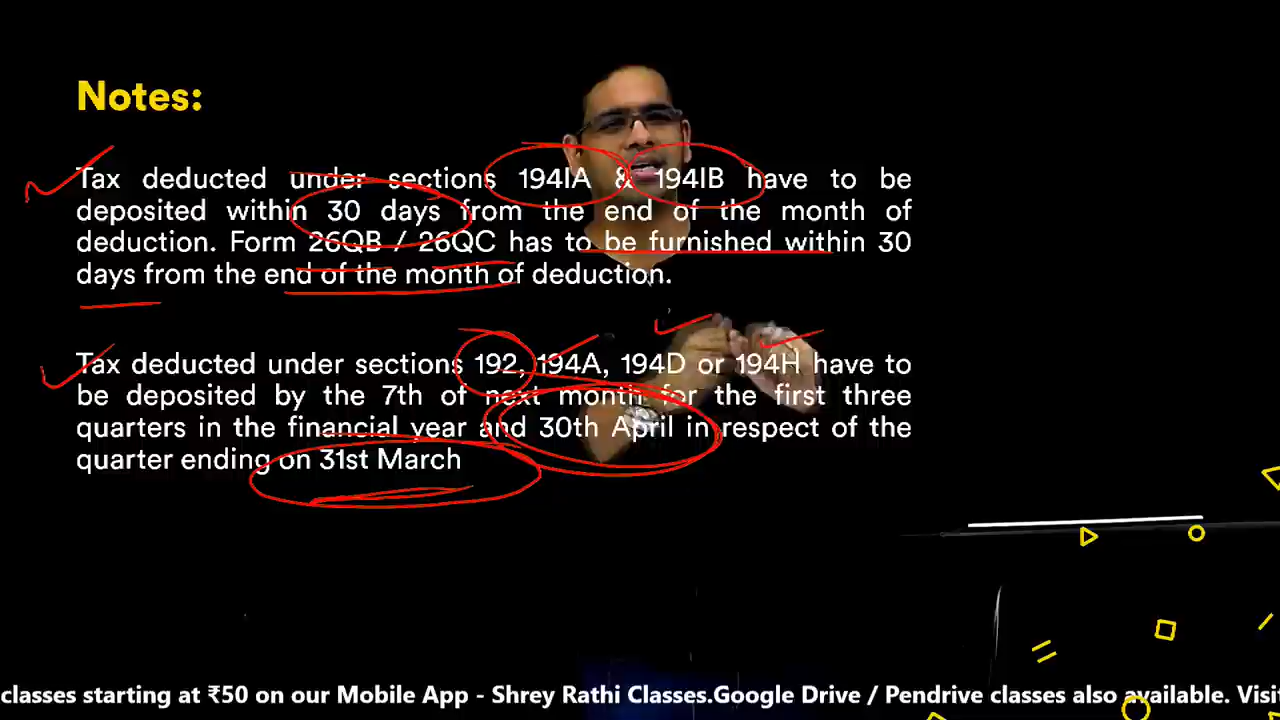 Notes:
Tax deducted under sections 194IA & 194IB have to be
deposited within 30 days from the end of the month of
deduction. Form 26QB / 26QC has to be furnished within 30
days from the end of the month of deduction.
Tax deducted under sections 192, 194A, 194D or 194H have to
be deposited by the 7th of next month for the first three
quarters in the financial year and 30th April in respect of the
quarter ending on 31st March
classes starting at ₹50 on our Mobile App - Shrey Rathi Classes.Google Drive / Pendrive classes also available. Visi